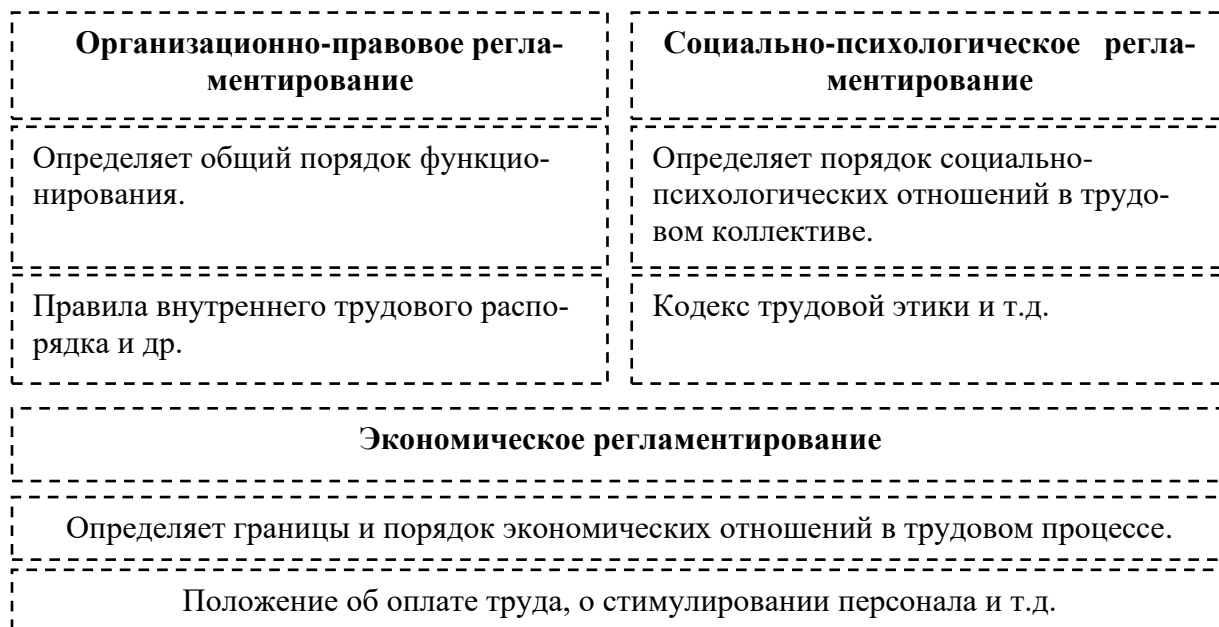 Организационно-правовое регла-
ментирование
Определяет общий порядок функцио-
нирования.
Правила внутреннего трудового распо-
рядка и др.
Социально-психологическое регла-
ментирование
Определяет порядок социально-
психологических отношений в трудо-
вом коллективе.
Кодекс трудовой этики и т.д.
Экономическое регламентирование
Определяет границы и порядок экономических отношений в трудовом процессе.
Положение об оплате труда, о стимулировании персонала и т.д.